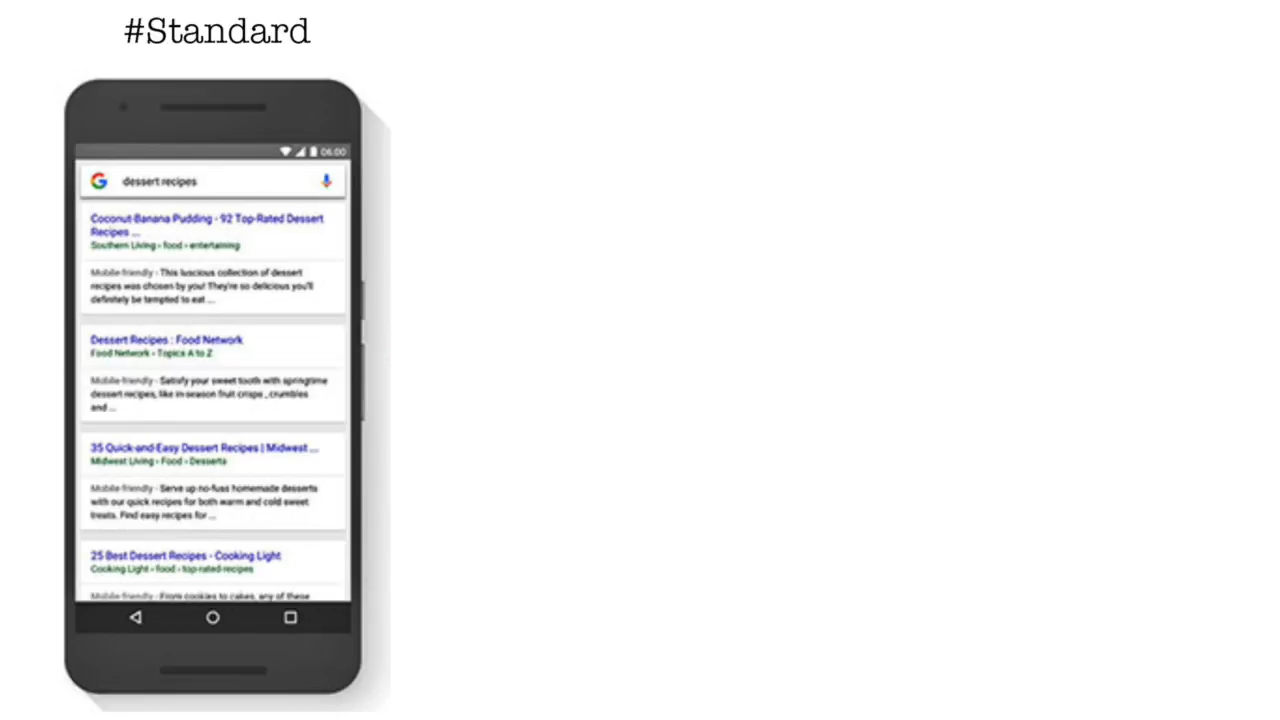 #Standard
06:00
dessert recipes
Coconut-Banana Pudding - 92 Top-Rated Dessert
Recipes ...
Southern Living › food › entertaining
Mobile-friendly - This luscious collection of dessert
recipes was chosen by you! They're so delicious you'll
definitely be tempted to eat ...
Dessert Recipes : Food Network
Food Network › Topics A to Z
Mobile-friendly - Satisfy your sweet tooth with springtime
dessert recipes, like in-season fruit crisps , crumbles
and ...
35 Quick-and-Easy Dessert Recipes | Midwest ...
Midwest Living › Food › Desserts
Mobile-friendly - Serve up no-fuss homemade desserts
with our quick recipes for both warm and cold sweet
treats. Find easy recipes for ...
25 Best Dessert Recipes - Cooking Light
Cooking Light › food › top-rated-recipes
Mobile-friendly - From cookies to cakes, any of these